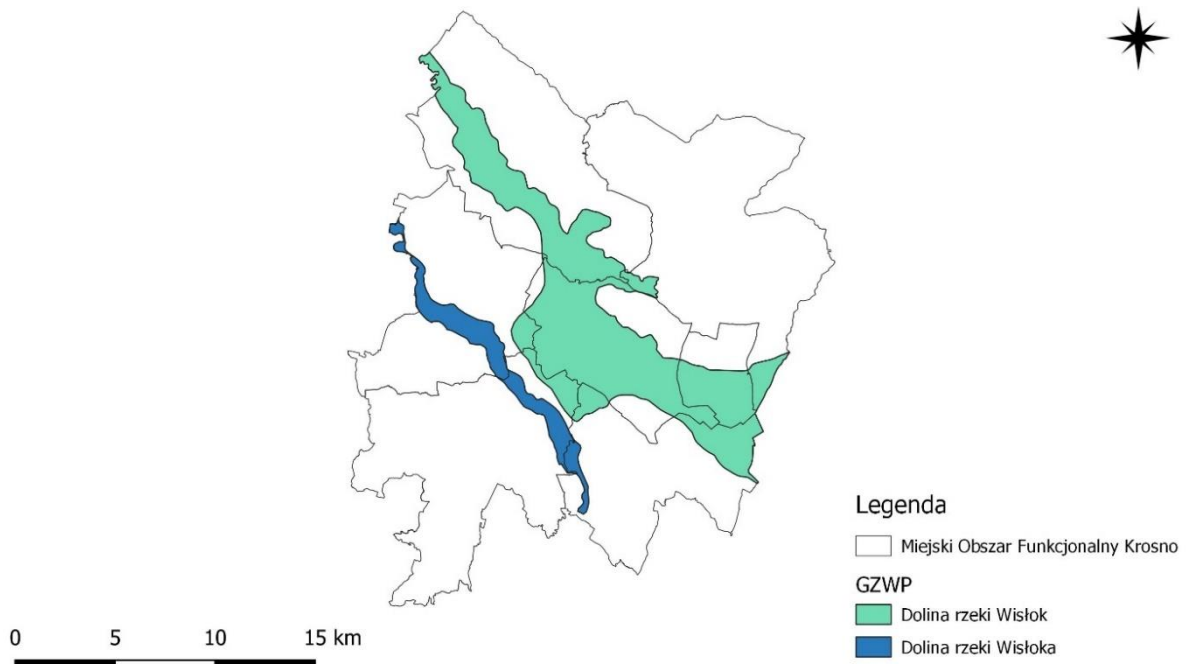 Legenda
Miejski Obszar Funkcjonalny Krosno
GZWP
Dolina rzeki Wisłok
Dolina rzeki Wisłoka
0 5 10 15 km